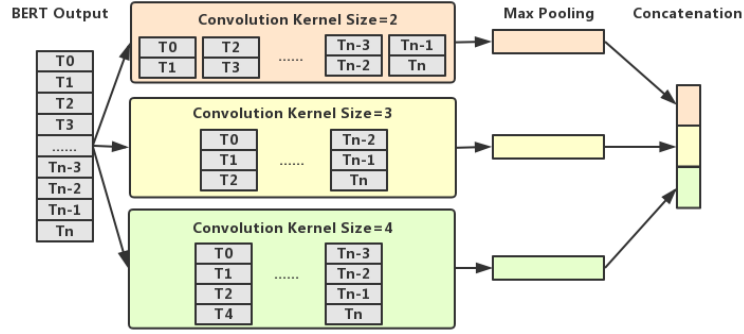 BERT Output
T0
T1
T2
T3
......
Tn-3
Tn-2
Tn-1
Tn
Convolution Kernel Size=2
T0 T2 ...... Tn-3 Tn-1
T1 T3 Tn-2 Tn
Convolution Kernel Size=3
T0 Tn-2
T1 ...... Tn-1
T2 Tn
Convolution Kernel Size=4
T0 Tn-3
T1 ...... Tn-2
T2 Tn-1
T4 Tn
Max Pooling
Concatenation